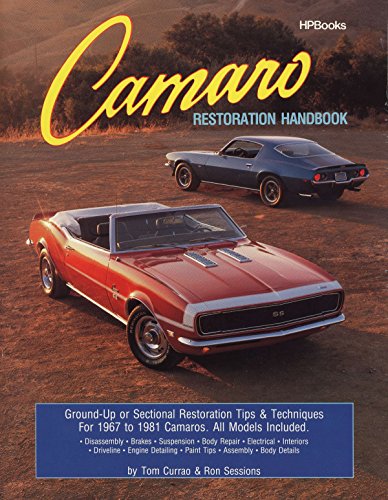 HPBooks
Camaro
RESTORATION HANDBOOK
SS
Ground-Up or Sectional Restoration Tips & Techniques
For 1967 to 1981 Camaros. All Models Included.
• Disassembly • Brakes • Suspension • Body Repair • Electrical • Interiors
• Driveline • Engine Detailing • Paint Tips • Assembly • Body Details
by Tom Currao & Ron Sessions